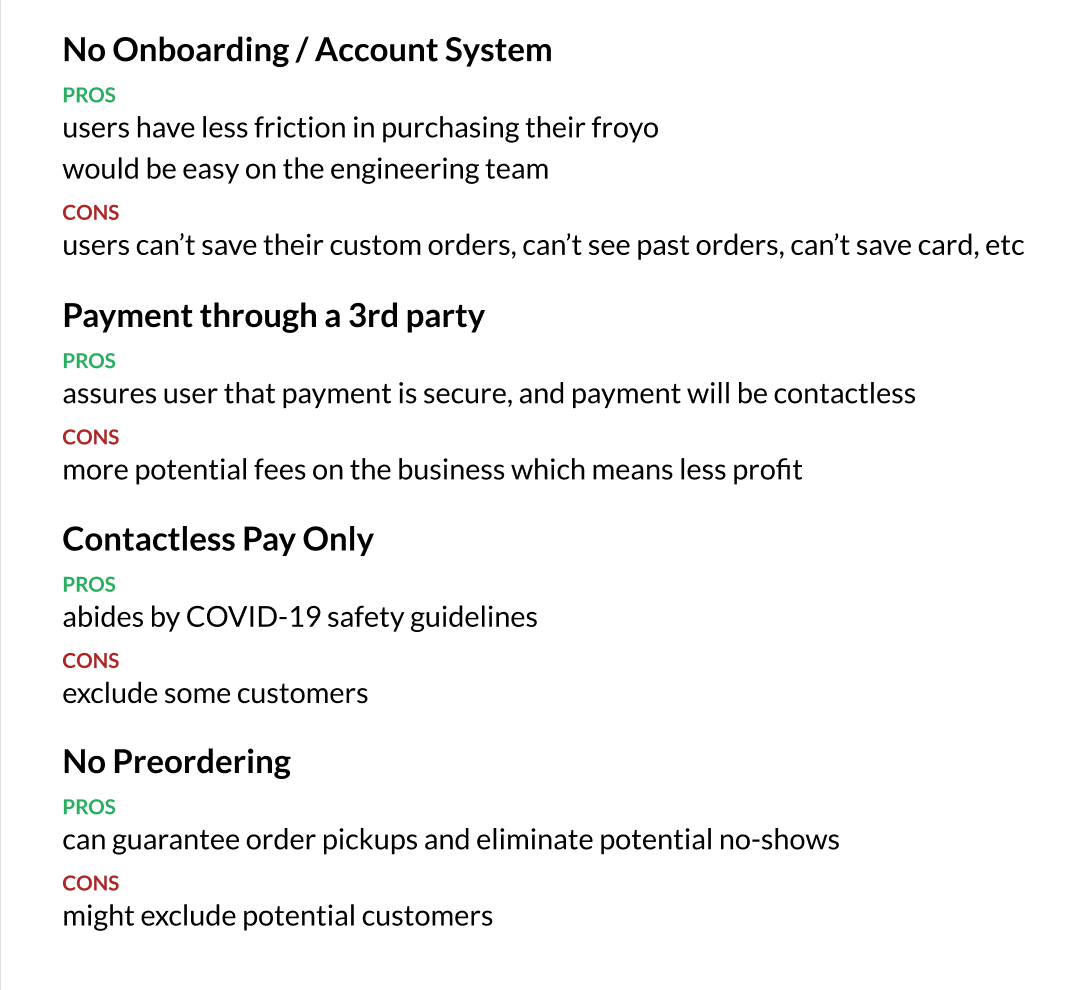 No Onboarding / Account System
PROS
users have less friction in purchasing their froyo
would be easy on the engineering team
CONS
users can’t save their custom orders, can’t see past orders, can’t save card, etc
Payment through a 3rd party
PROS
assures user that payment is secure, and payment will be contactless
CONS
more potential fees on the business which means less profit
Contactless Pay Only
PROS
abides by COVID-19 safety guidelines
CONS
exclude some customers
No Preordering
PROS
can guarantee order pickups and eliminate potential no-shows
CONS
might exclude potential customers